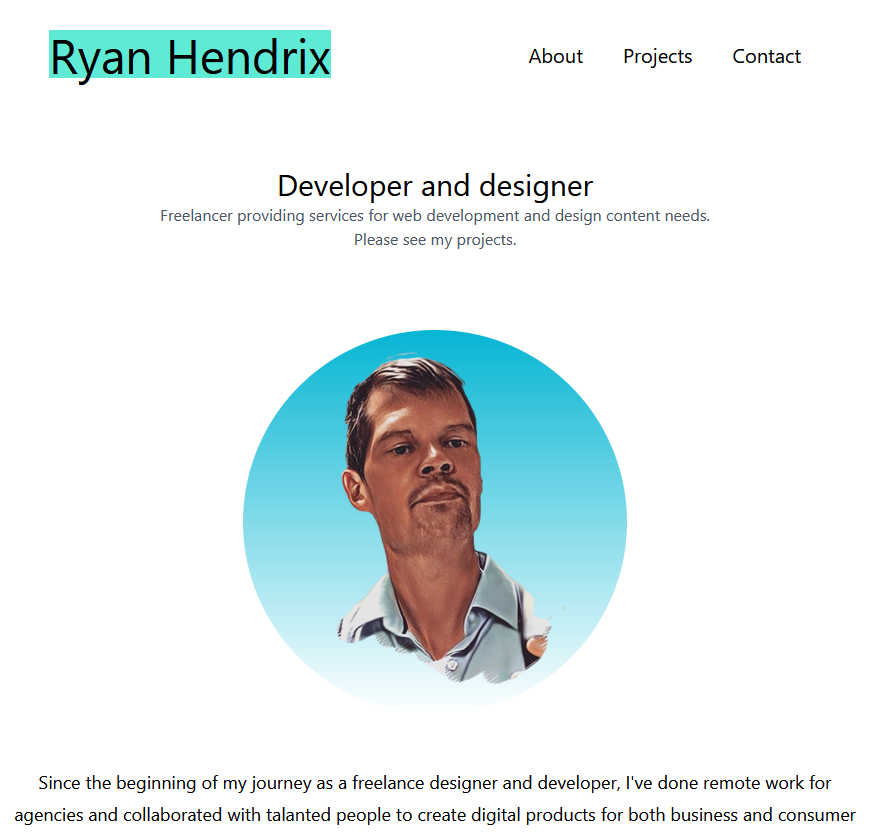 Ryan Hendrix
About Projects Contact
Developer and designer
Freelancer providing services for web development and design content needs.
Please see my projects.
Since the beginning of my journey as a freelance designer and developer, I've done remote work for
agencies and collaborated with talanted people to create digital products for both business and consumer